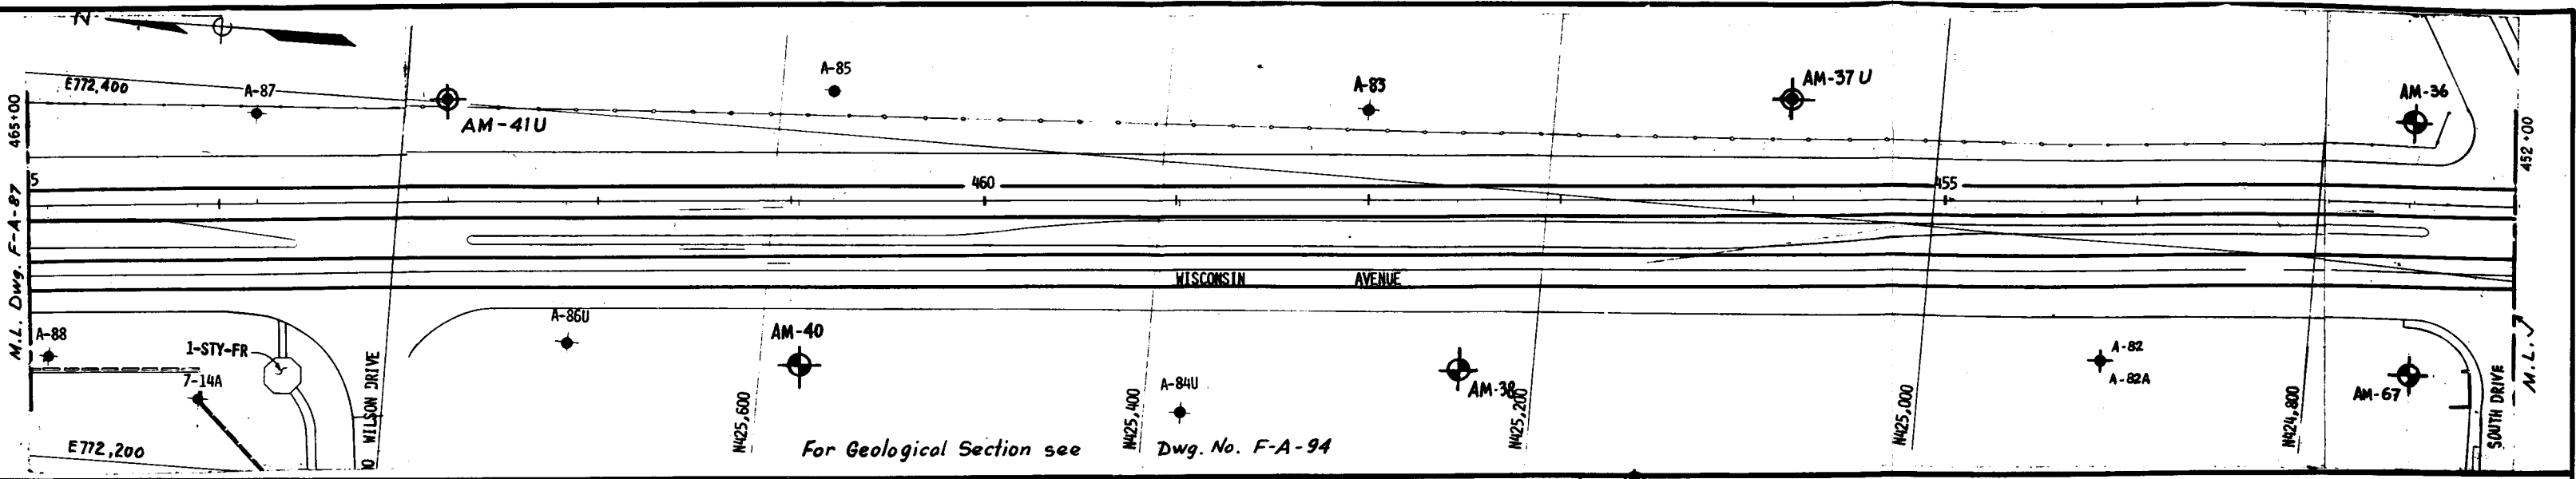 N
E772,400
A-87
AM-41U
A-85
A-83
AM-37U
AM-36
M.L. Dwg. F-A-87 465+00
452+00
5
460
455
WISCONSIN AVENUE
A-88
1-STY-FR
7-14A
WILSON DRIVE
A-86U
AM-40
A-84U
AM-38
A-82
A-82A
AM-67
SOUTH DRIVE
M.L.
N425,600
N425,400
N425,200
N425,000
N424,800
E772,200
For Geological Section see Dwg. No. F-A-94